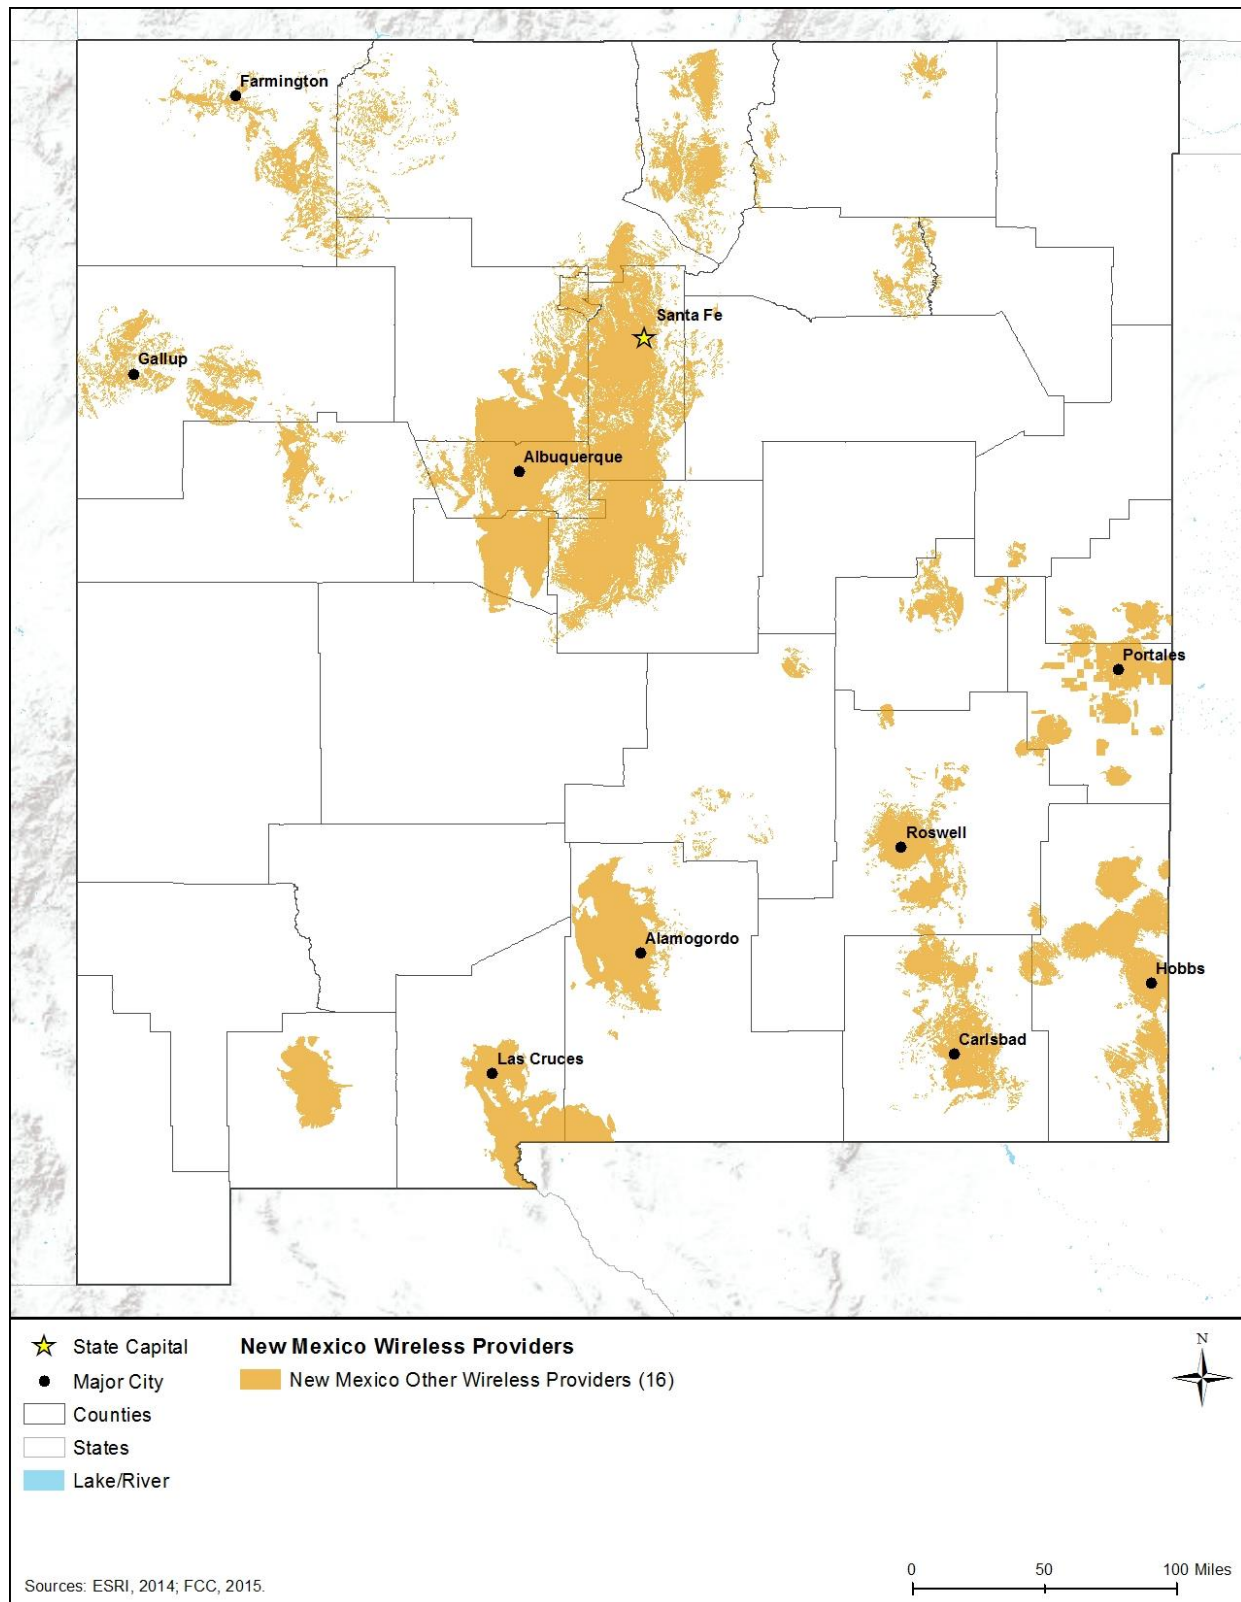 Farmington
Santa Fe
Gallup
Albuquerque
Portales
Roswell
Alamogordo
Hobbs
Carlsbad
Las Cruces
State Capital
New Mexico Wireless Providers
Major City
New Mexico Other Wireless Providers (16)
Counties
States
Lake/River
N
0 50 100 Miles
Sources: ESRI, 2014; FCC, 2015.